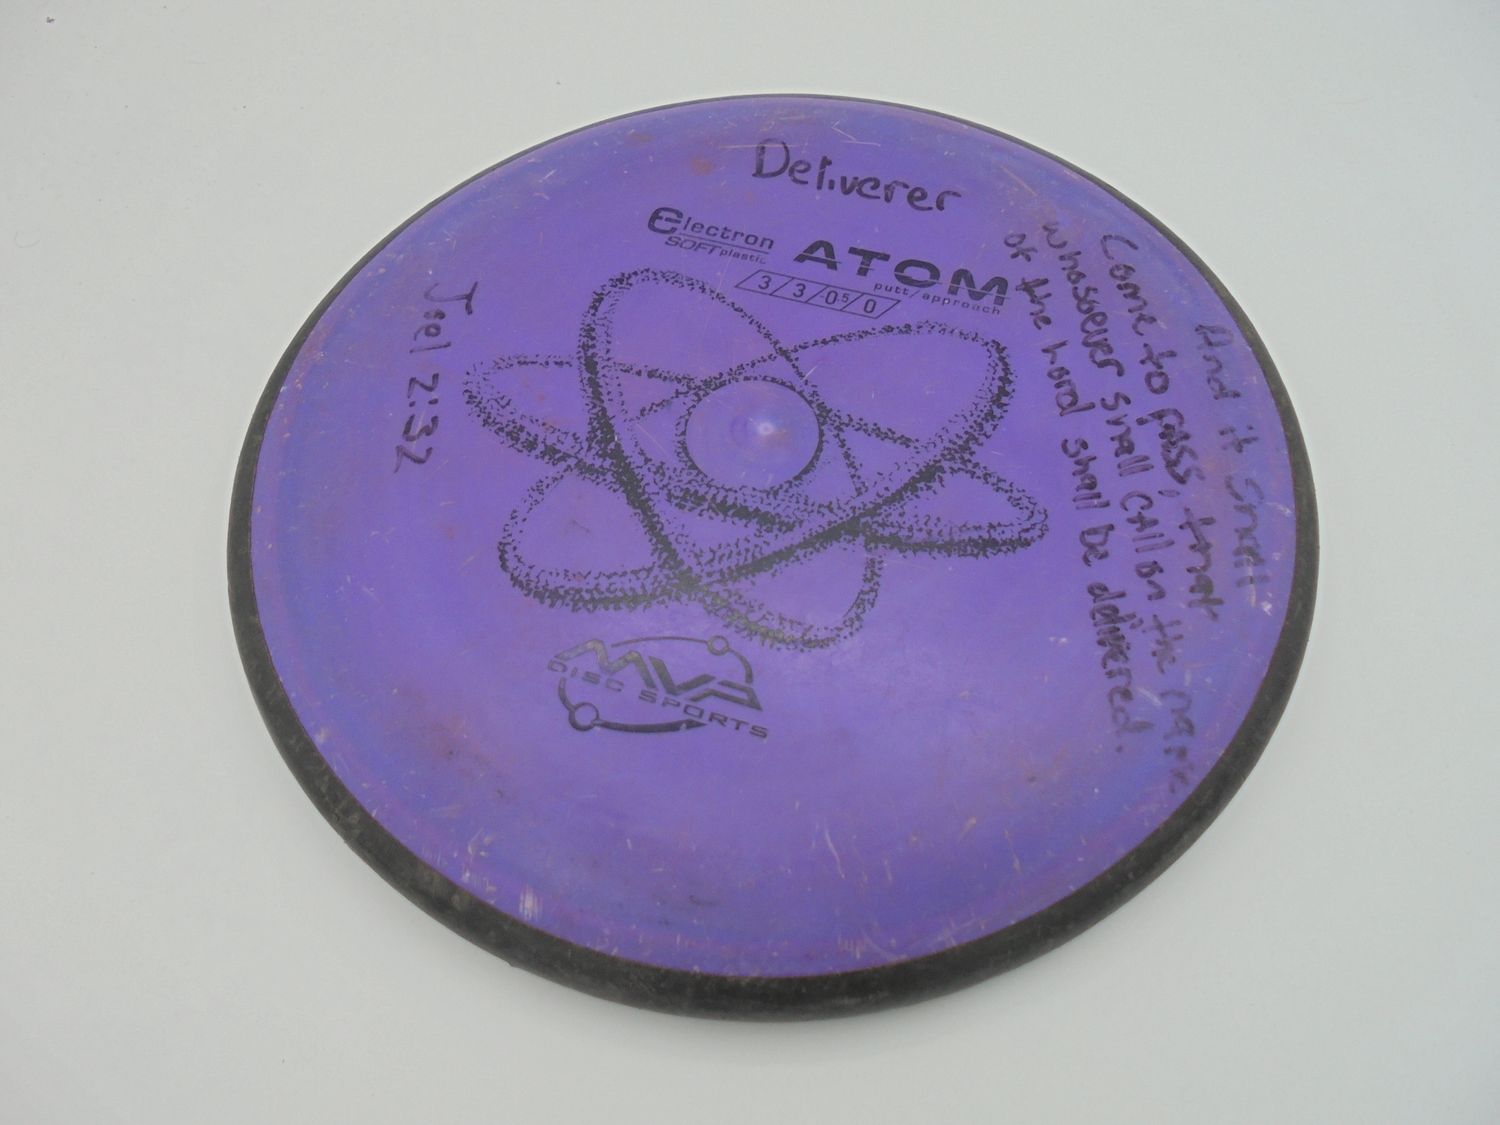 Deliverer
Electron
SOFT plastic
ATOM
putt/approach
3/3/-0.5/0
Joel 2:32
And it Shall
Come to pass, that
whosoever shall CAll on the name
of the Lord shall be delivered.
MVP
DISC SPORTS